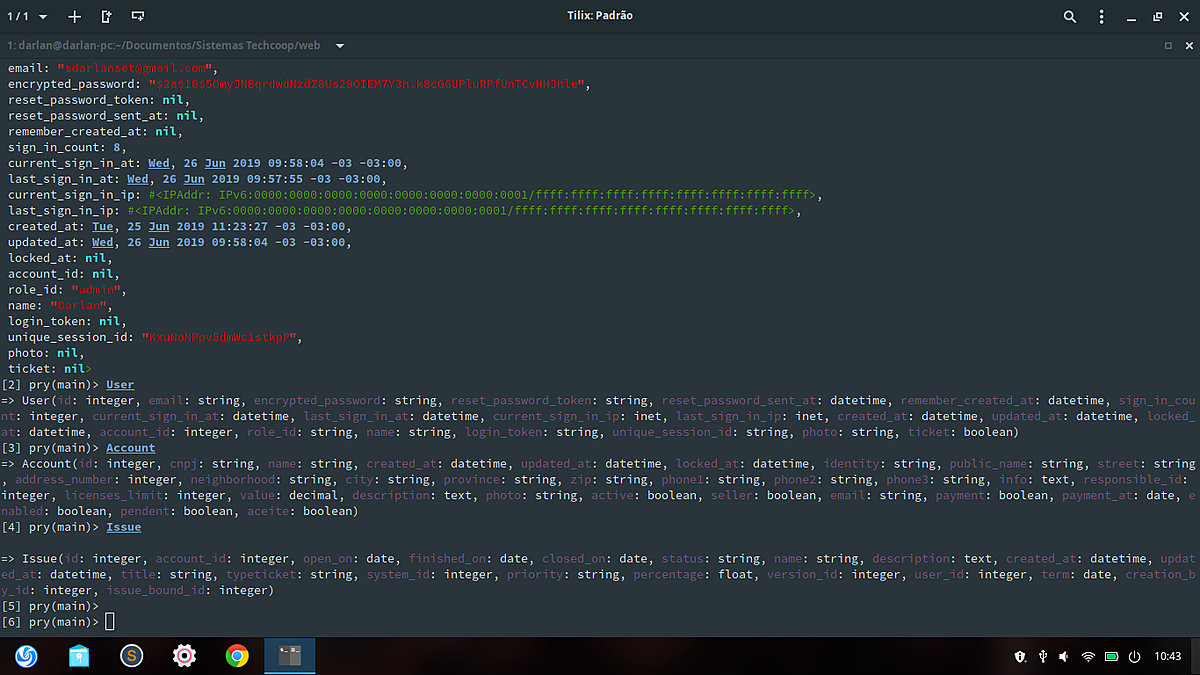 1 / 1
Tilix: Padrão
1: darlan@darlan-pc:~/Documentos/Sistemas Techcoop/web
email: "sdarlanset@gmail.com",
encrypted_password: "
reset_password_token: nil,
reset_password_sent_at: nil,
remember_created_at: nil,
sign_in_count: 8,
current_sign_in_at: Wed, 26 Jun 2019 09:58:04 -03 -03:00,
last_sign_in_at: Wed, 26 Jun 2019 09:57:55 -03 -03:00,
current_sign_in_ip: #<IPAddr: IPv6:0000:0000:0000:0000:0000:0000:0000:0001/ffff:ffff:ffff:ffff:ffff:ffff:ffff:ffff>,
last_sign_in_ip: #<IPAddr: IPv6:0000:0000:0000:0000:0000:0000:0000:0001/ffff:ffff:ffff:ffff:ffff:ffff:ffff:ffff>,
created_at: Tue, 25 Jun 2019 11:23:27 -03 -03:00,
updated_at: Wed, 26 Jun 2019 09:58:04 -03 -03:00,
locked_at: nil,
account_id: nil,
role_id: "admin",
name: "Darlan",
login_token: nil,
unique_session_id: "
photo: nil,
ticket: nil>
[2] pry(main)> User
=> User(id: integer, email: string, encrypted_password: string, reset_password_token: string, reset_password_sent_at: datetime, remember_created_at: datetime, sign_in_cou
nt: integer, current_sign_in_at: datetime, last_sign_in_at: datetime, current_sign_in_ip: inet, last_sign_in_ip: inet, created_at: datetime, updated_at: datetime, locked_
at: datetime, account_id: integer, role_id: string, name: string, login_token: string, unique_session_id: string, photo: string, ticket: boolean)
[3] pry(main)> Account
=> Account(id: integer, cnpj: string, name: string, created_at: datetime, updated_at: datetime, locked_at: datetime, identity: string, public_name: string, street: string
, address_number: integer, neighborhood: string, city: string, province: string, zip: string, phone1: string, phone2: string, phone3: string, info: text, responsible_id:
integer, licenses_limit: integer, value: decimal, description: text, photo: string, active: boolean, seller: boolean, email: string, payment: boolean, payment_at: date, e
nabled: boolean, pendent: boolean, aceite: boolean)
[4] pry(main)> Issue
=> Issue(id: integer, account_id: integer, open_on: date, finished_on: date, closed_on: date, status: string, name: string, description: text, created_at: datetime, updat
ed_at: datetime, title: string, typeticket: string, system_id: integer, priority: string, percentage: float, version_id: integer, user_id: integer, term: date, creation_b
y_id: integer, issue_bound_id: integer)
[5] pry(main)>
[6] pry(main)>
10:43